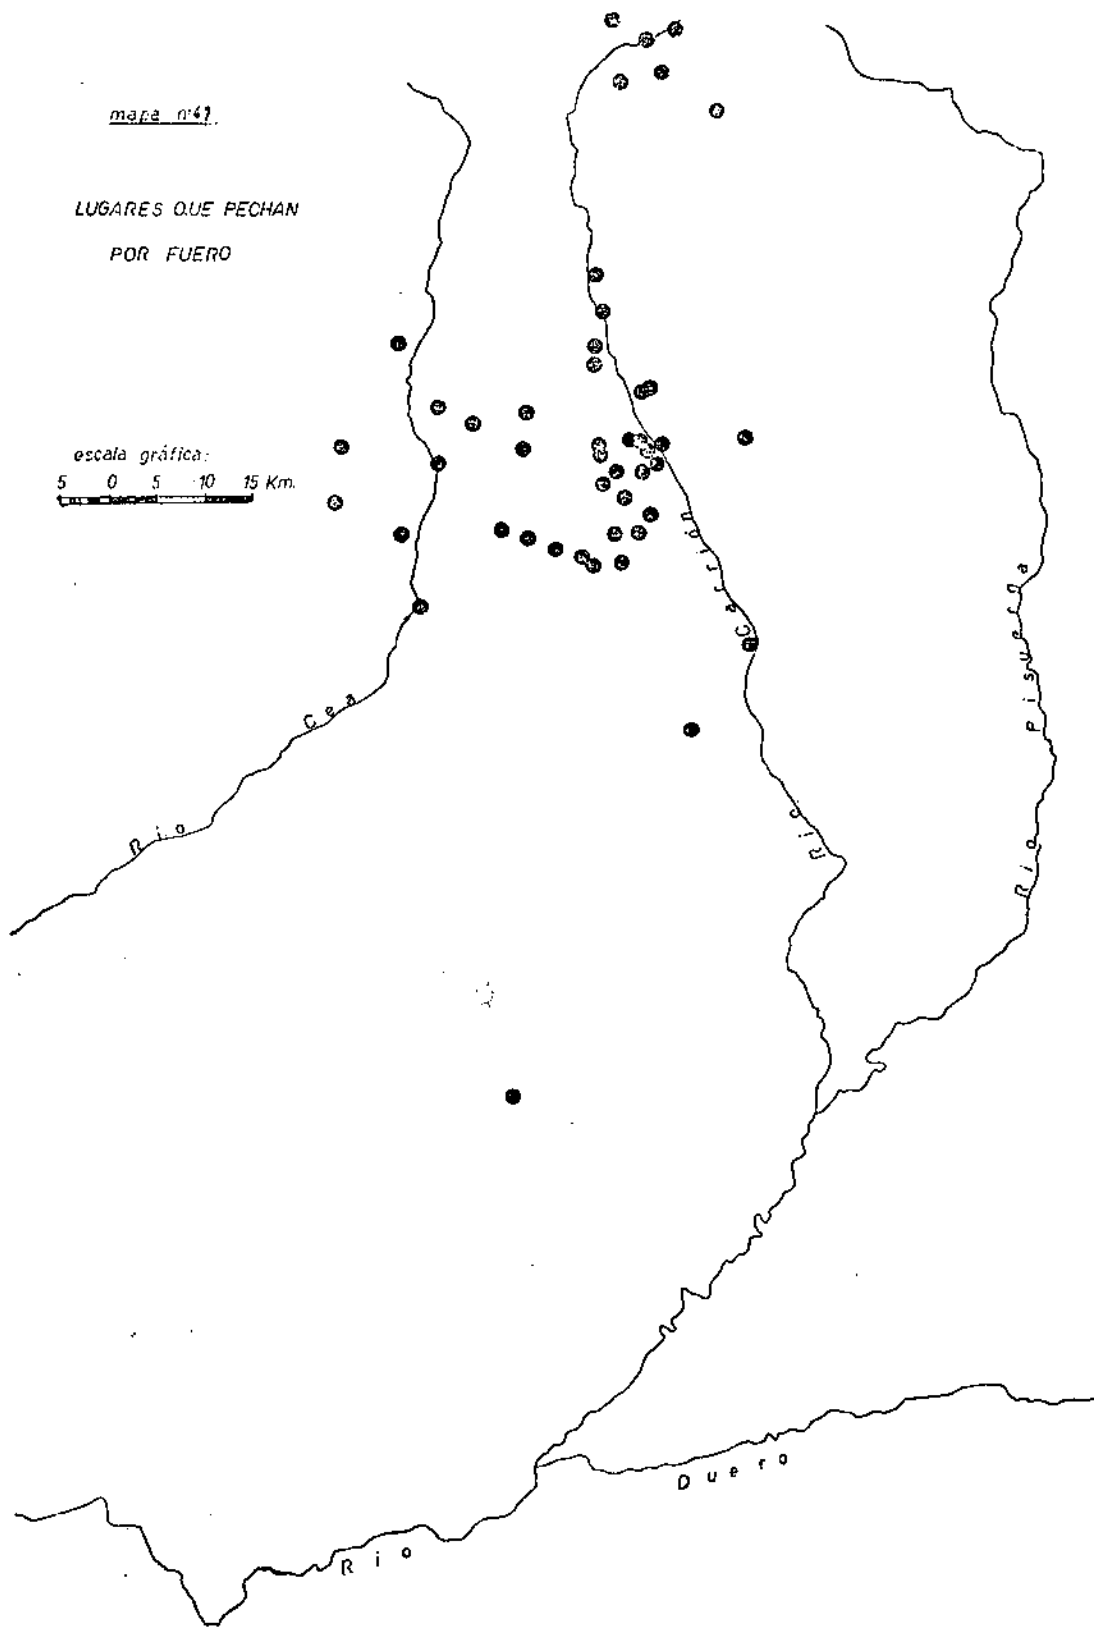 mapa nº47.
LUGARES QUE PECHAN
POR FUERO
escala gráfica:
5 0 5 10 15 Km.
Rio Cea
Rio Carrión
Rio Pisuerga
Rio Duero